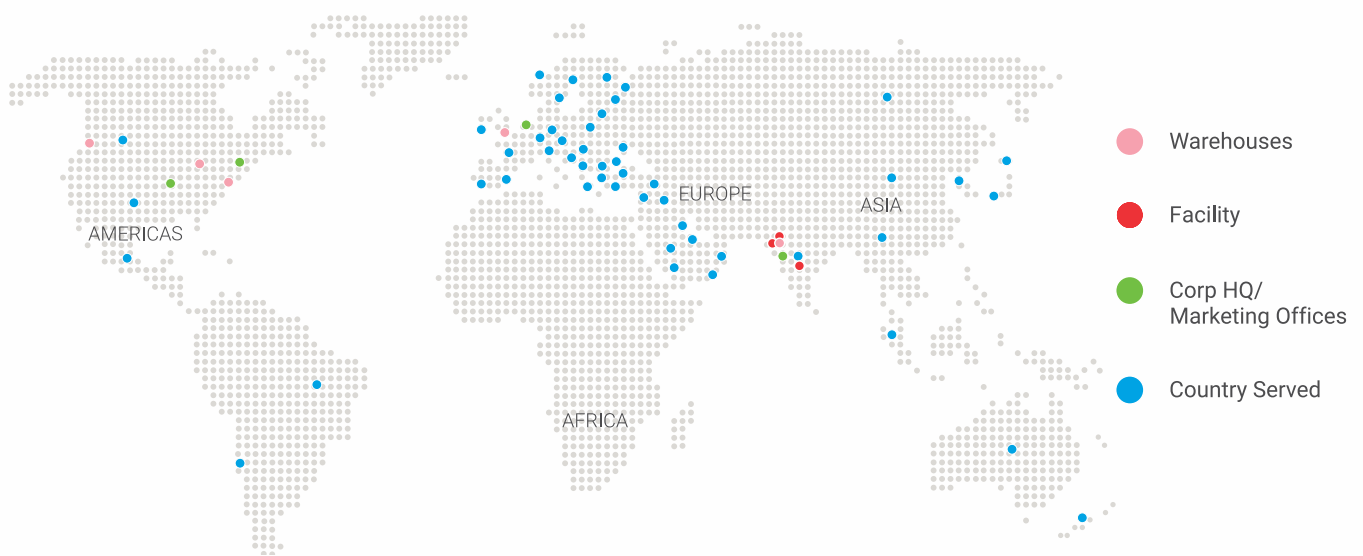 AMERICAS
EUROPE
ASIA
AFRICA
Warehouses
Facility
Corp HQ/
Marketing Offices
Country Served